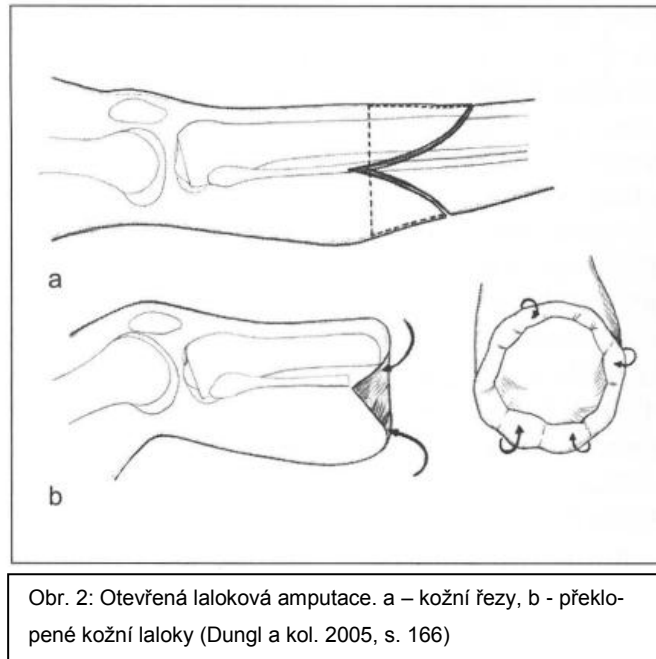 a
b
Obr. 2: Otevřená laloková amputace. a – kožní řezy, b - překlo-
pené kožní laloky (Dungl a kol. 2005, s. 166)